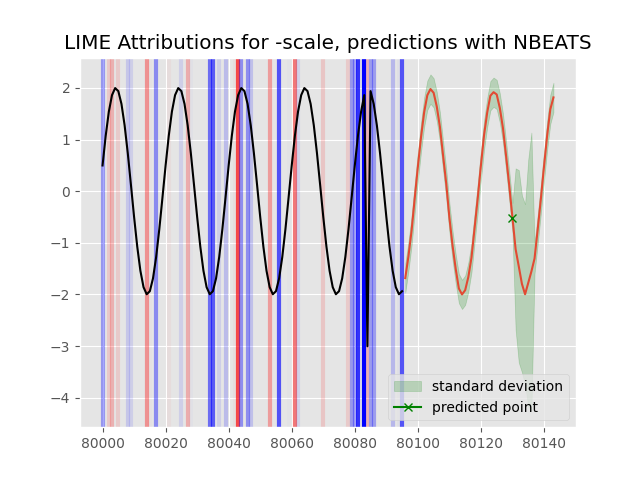 LIME Attributions for -scale, predictions with NBEATS
2
1
0
−1
−2
−3
−4
standard deviation
predicted point
80000 80020 80040 80060 80080 80100 80120 80140